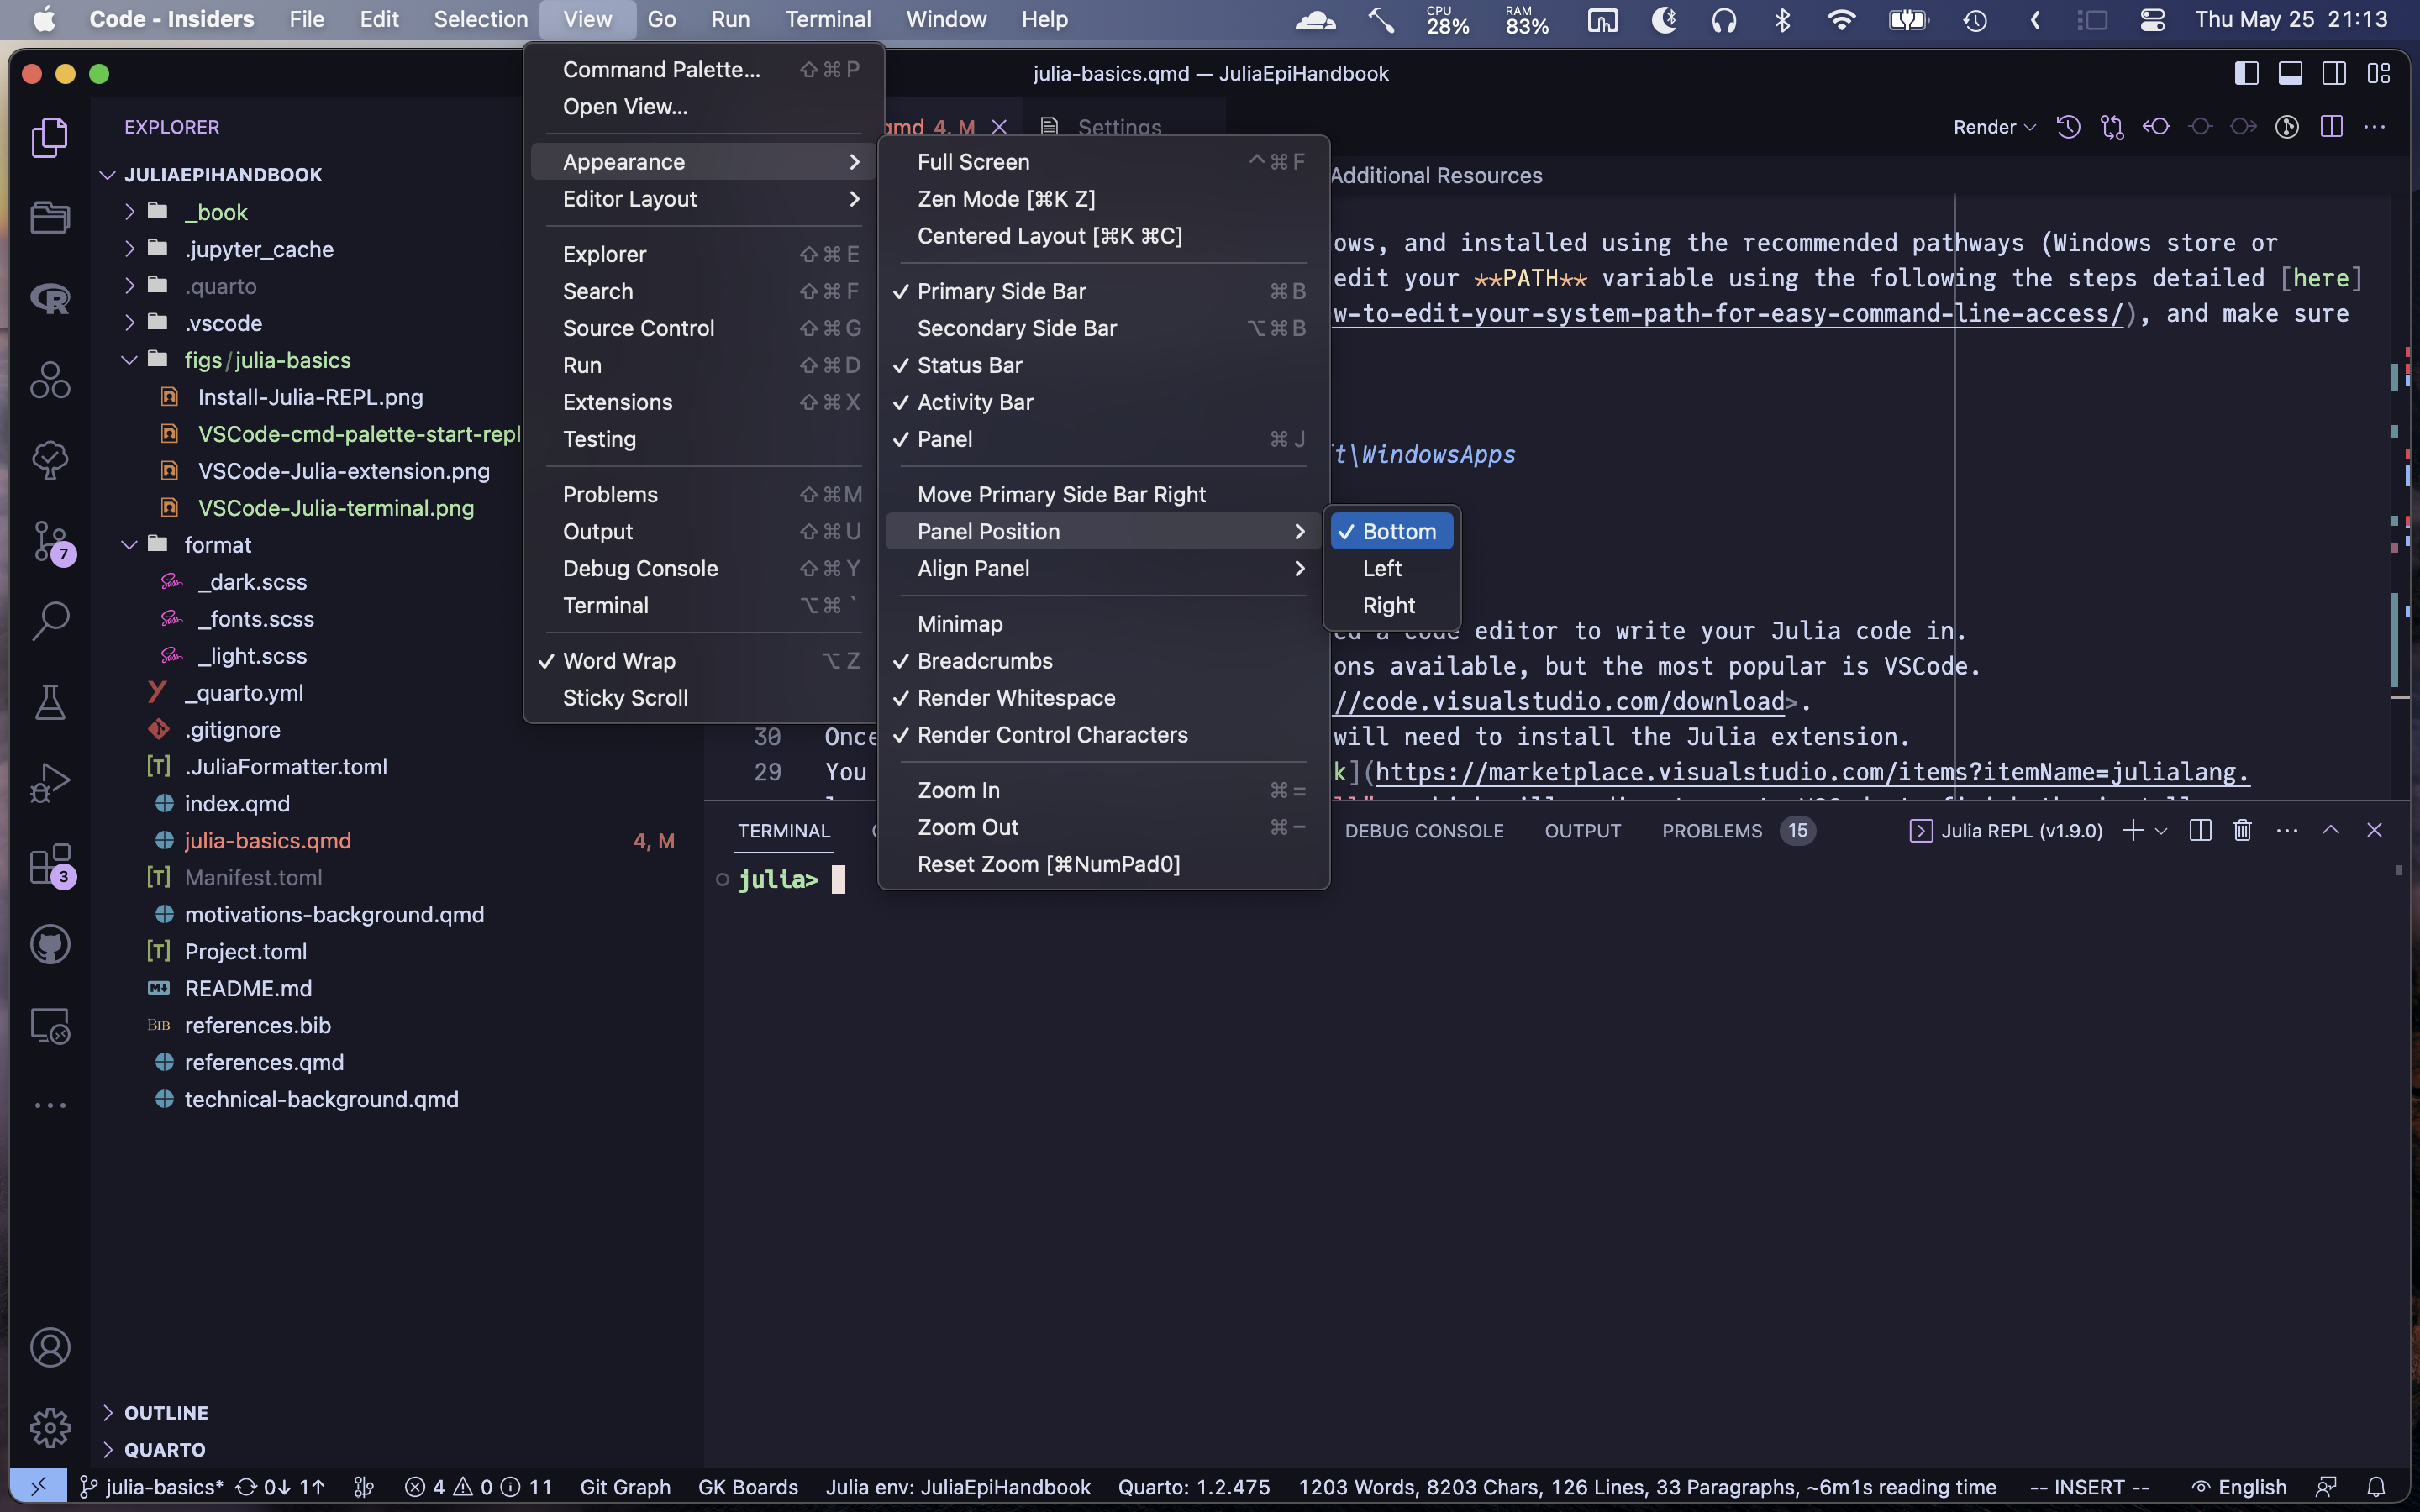 Code - Insiders File Edit Selection View Go Run Terminal Window Help CPU 28% RAM 83% Thu May 25 21:13
julia-basics.qmd — JuliaEpiHandbook
EXPLORER
JULIAEPIHANDBOOK
_book
.jupyter_cache
.quarto
.vscode
figs/julia-basics
Install-Julia-REPL.png
VSCode-cmd-palette-start-repl
VSCode-Julia-extension.png
VSCode-Julia-terminal.png
format
_dark.scss
_fonts.scss
_light.scss
_quarto.yml
.gitignore
.JuliaFormatter.toml
index.qmd
julia-basics.qmd 4, M
Manifest.toml
motivations-background.qmd
Project.toml
README.md
references.bib
references.qmd
technical-background.qmd
OUTLINE
QUARTO
7
3
Command Palette... ⇧⌘P
Open View...
Appearance
Editor Layout
Explorer ⇧⌘E
Search ⇧⌘F
Source Control ⇧⌘G
Run ⇧⌘D
Extensions ⇧⌘X
Testing
Problems ⇧⌘M
Output ⇧⌘U
Debug Console ⇧⌘Y
Terminal ⌥⌘`
✓ Word Wrap ⌥Z
Sticky Scroll
Full Screen ^⌘F
Zen Mode [⌘K Z]
Centered Layout [⌘K ⌘C]
✓ Primary Side Bar ⌘B
Secondary Side Bar ⌥⌘B
✓ Status Bar
✓ Activity Bar
✓ Panel ⌘J
Move Primary Side Bar Right
Panel Position
Align Panel
Minimap
✓ Breadcrumbs
✓ Render Whitespace
✓ Render Control Characters
Zoom In ⌘=
Zoom Out ⌘−
Reset Zoom [⌘NumPad0]
✓ Bottom
Left
Right
qmd 4, M Settings
Render
Additional Resources
ows, and installed using the recommended pathways (Windows store or
edit your **PATH** variable using the following the steps detailed [here]
w-to-edit-your-system-path-for-easy-command-line-access/), and make sure
t\WindowsApps
ed a code editor to write your Julia code in.
ons available, but the most popular is VSCode.
//code.visualstudio.com/download>.
30 Once will need to install the Julia extension.
29 You k](https://marketplace.visualstudio.com/items?itemName=julialang.
TERMINAL DEBUG CONSOLE OUTPUT PROBLEMS 15 Julia REPL (v1.9.0)
julia>
julia-basics* 0↓ 1↑ 4 0 11 Git Graph GK Boards Julia env: JuliaEpiHandbook Quarto: 1.2.475 1203 Words, 8203 Chars, 126 Lines, 33 Paragraphs, ~6m1s reading time -- INSERT -- English